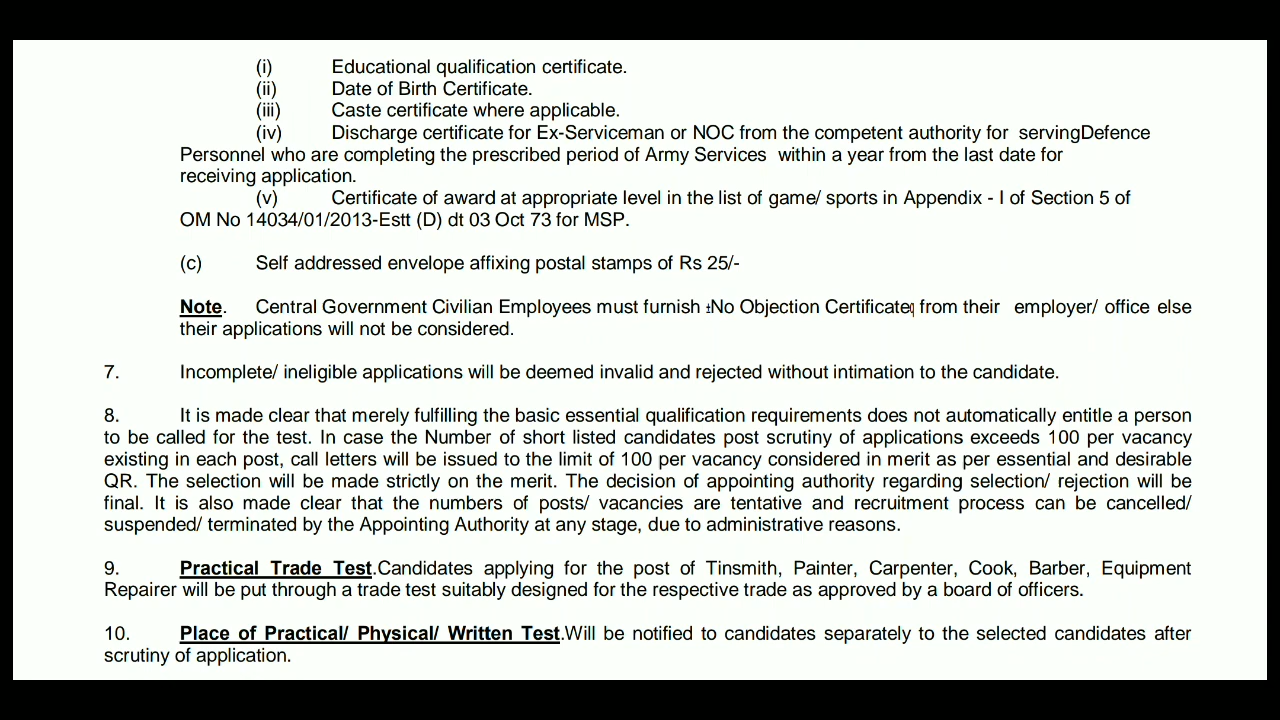 (i) Educational qualification certificate.
(ii) Date of Birth Certificate.
(iii) Caste certificate where applicable.
(iv) Discharge certificate for Ex-Serviceman or NOC from the competent authority for servingDefence
Personnel who are completing the prescribed period of Army Services within a year from the last date for
receiving application.
(v) Certificate of award at appropriate level in the list of game/ sports in Appendix - I of Section 5 of
OM No 14034/01/2013-Estt (D) dt 03 Oct 73 for MSP.
(c) Self addressed envelope affixing postal stamps of Rs 25/-
Note. Central Government Civilian Employees must furnish ±No Objection Certificateq from their employer/ office else
their applications will not be considered.
7. Incomplete/ ineligible applications will be deemed invalid and rejected without intimation to the candidate.
8. It is made clear that merely fulfilling the basic essential qualification requirements does not automatically entitle a person
to be called for the test. In case the Number of short listed candidates post scrutiny of applications exceeds 100 per vacancy
existing in each post, call letters will be issued to the limit of 100 per vacancy considered in merit as per essential and desirable
QR. The selection will be made strictly on the merit. The decision of appointing authority regarding selection/ rejection will be
final. It is also made clear that the numbers of posts/ vacancies are tentative and recruitment process can be cancelled/
suspended/ terminated by the Appointing Authority at any stage, due to administrative reasons.
9. Practical Trade Test.Candidates applying for the post of Tinsmith, Painter, Carpenter, Cook, Barber, Equipment
Repairer will be put through a trade test suitably designed for the respective trade as approved by a board of officers.
10. Place of Practical/ Physical/ Written Test.Will be notified to candidates separately to the selected candidates after
scrutiny of application.